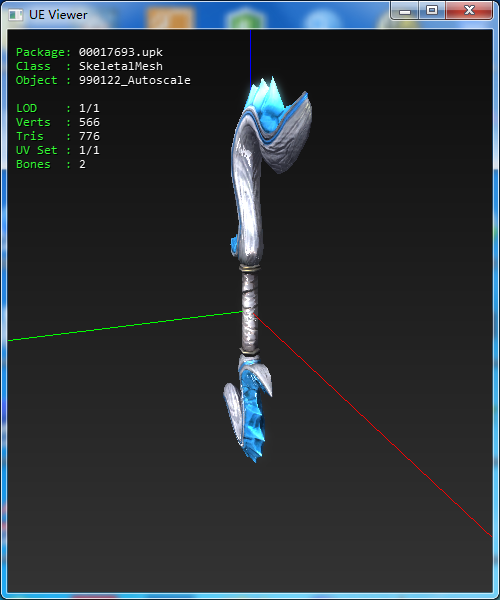 UE Viewer
Package: 00017693.upk
Class : SkeletalMesh
Object : 990122_Autoscale
LOD : 1/1
Verts : 566
Tris : 776
UV Set : 1/1
Bones : 2